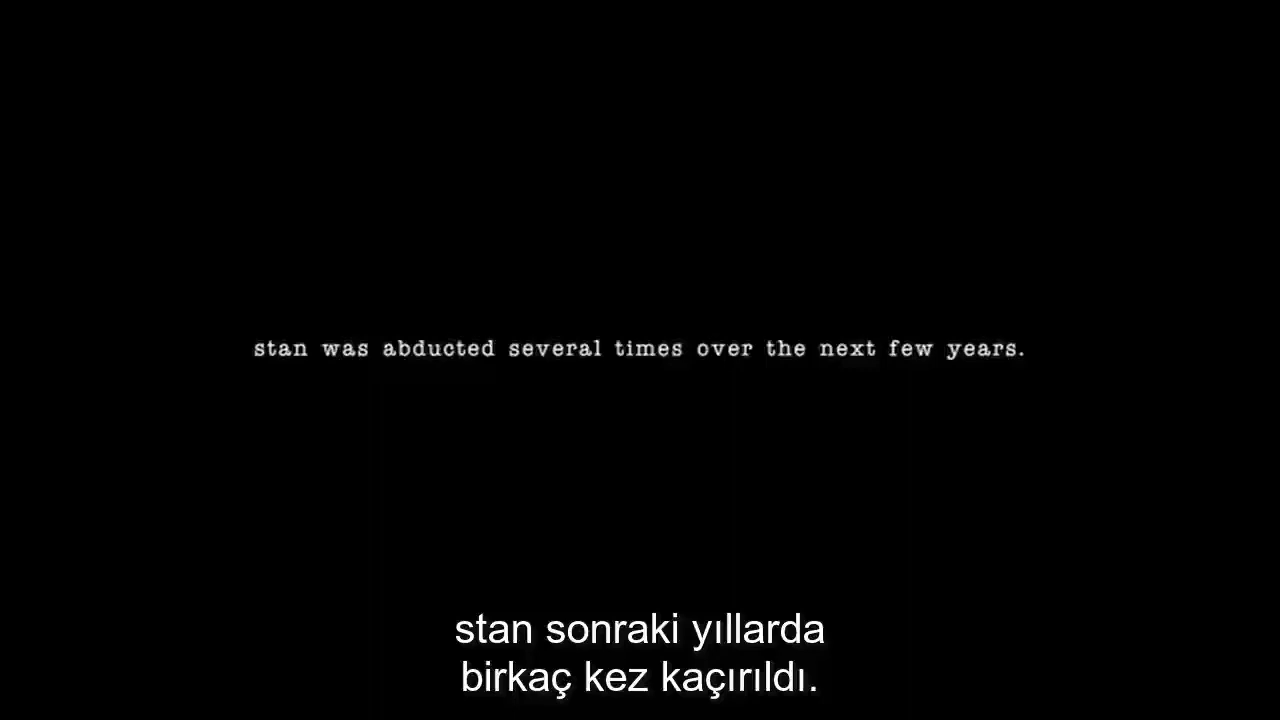 stan was abducted several times over the next few years.
stan sonraki yıllarda
birkaç kez kaçırıldı.